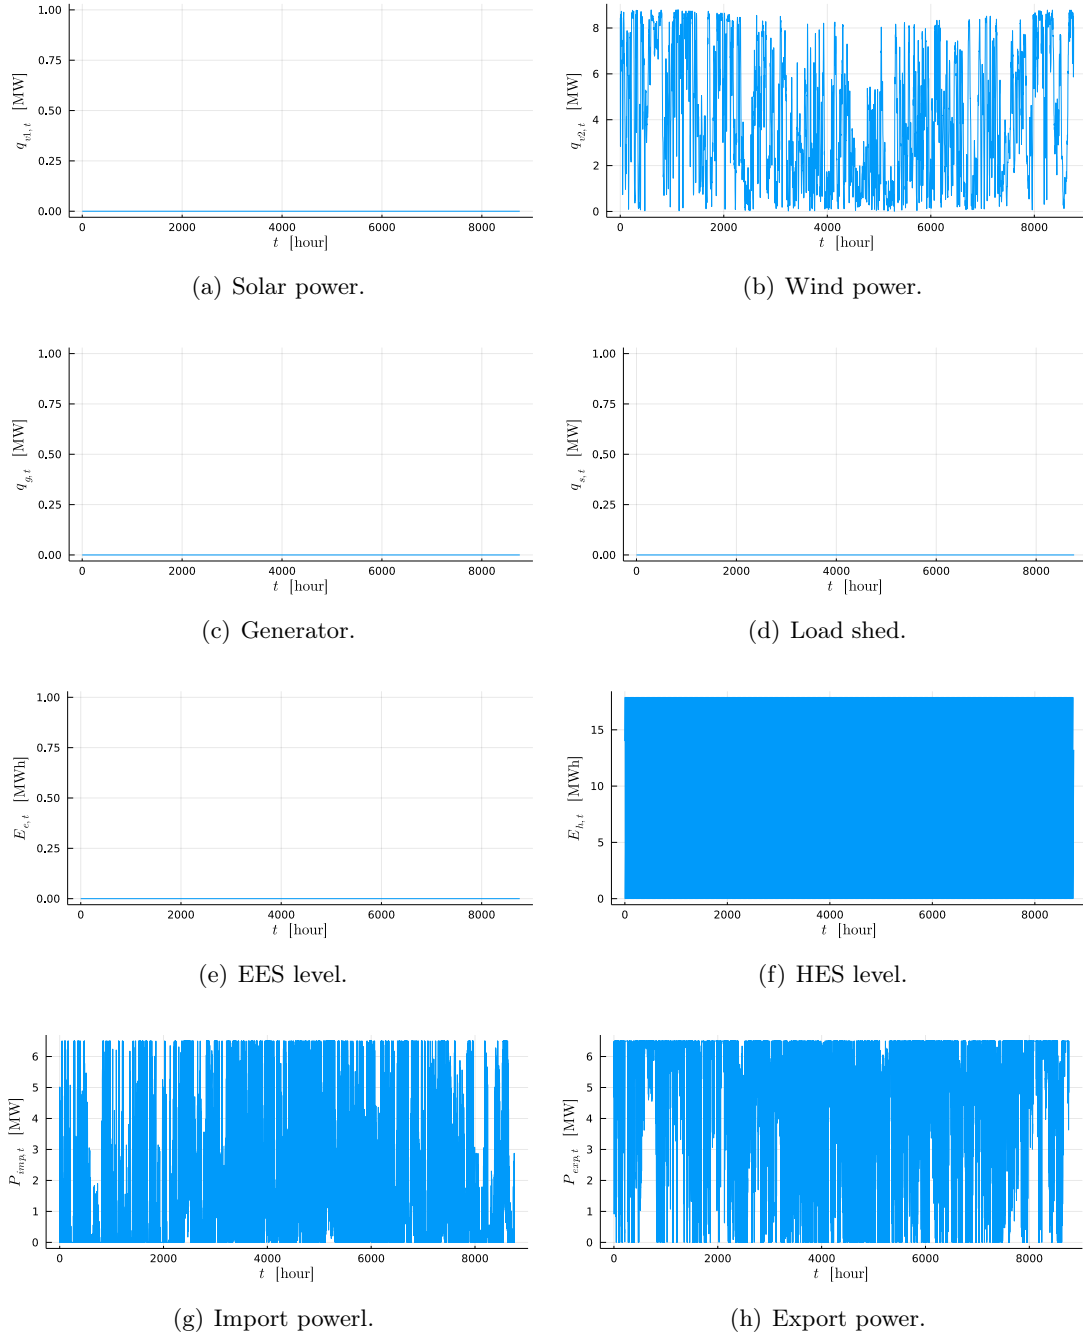 1.00
0.75
0.50
0.25
0.00
q_{v1,t} [MW]
0 2000 4000 6000 8000
t [hour]
(a) Solar power.
8
6
4
2
0
q_{v2,t} [MW]
0 2000 4000 6000 8000
t [hour]
(b) Wind power.
1.00
0.75
0.50
0.25
0.00
q_{g,t} [MW]
0 2000 4000 6000 8000
t [hour]
(c) Generator.
1.00
0.75
0.50
0.25
0.00
q_{s,t} [MW]
0 2000 4000 6000 8000
t [hour]
(d) Load shed.
1.00
0.75
0.50
0.25
0.00
E_{e,t} [MWh]
0 2000 4000 6000 8000
t [hour]
(e) EES level.
15
10
5
0
E_{h,t} [MWh]
0 2000 4000 6000 8000
t [hour]
(f) HES level.
6
5
4
3
2
1
0
P_{imp,t} [MW]
0 2000 4000 6000 8000
t [hour]
(g) Import powerl.
6
5
4
3
2
1
0
P_{exp,t} [MW]
0 2000 4000 6000 8000
t [hour]
(h) Export power.